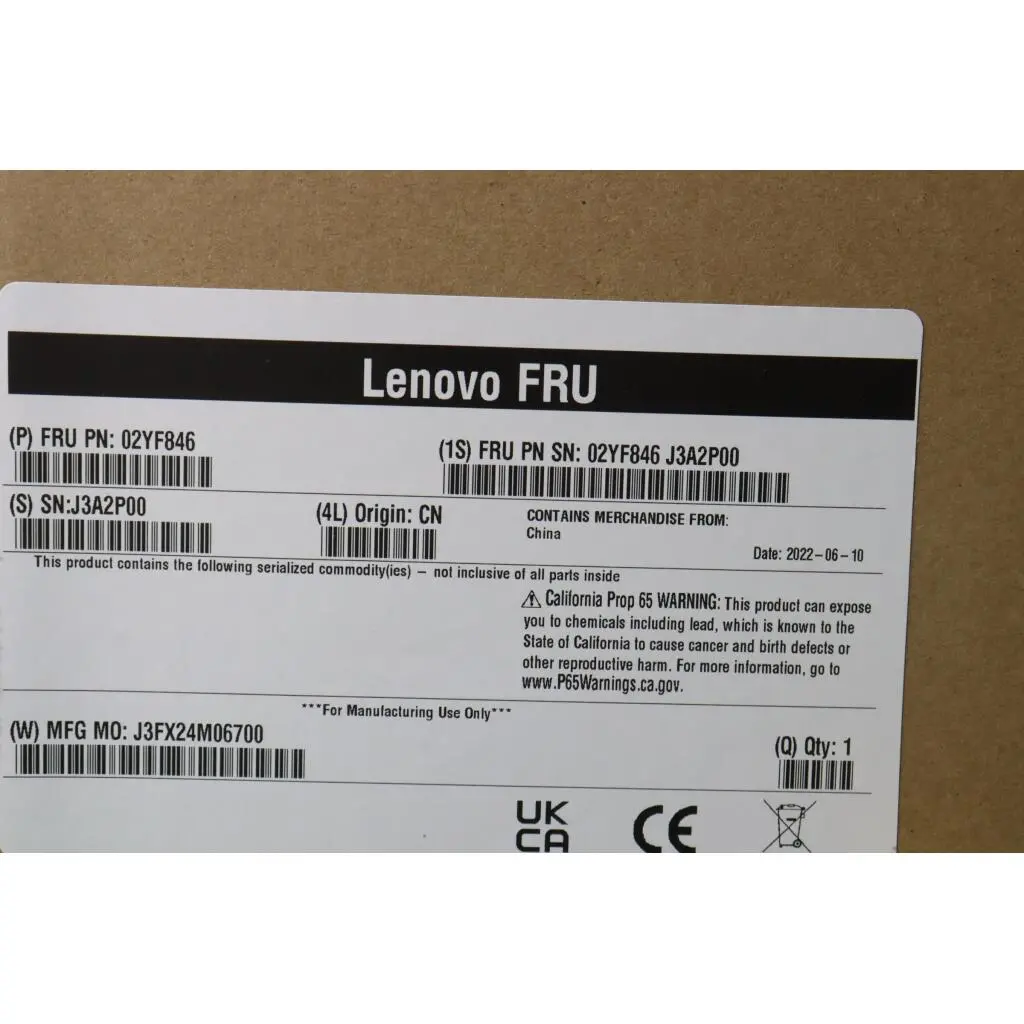 Lenovo FRU
(P) FRU PN: 02YF846
(1S) FRU PN SN: 02YF846 J3A2P00
(S) SN:J3A2P00
(4L) Origin: CN
CONTAINS MERCHANDISE FROM:
China
Date: 2022-06-10
This product contains the following serialized commodity(ies) – not inclusive of all parts inside
⚠ California Prop 65 WARNING: This product can expose
you to chemicals including lead, which is known to the
State of California to cause cancer and birth defects or
other reproductive harm. For more information, go to
www.P65Warnings.ca.gov.
***For Manufacturing Use Only***
(W) MFG MO: J3FX24M06700
(Q) Qty: 1
UK
CA
CE